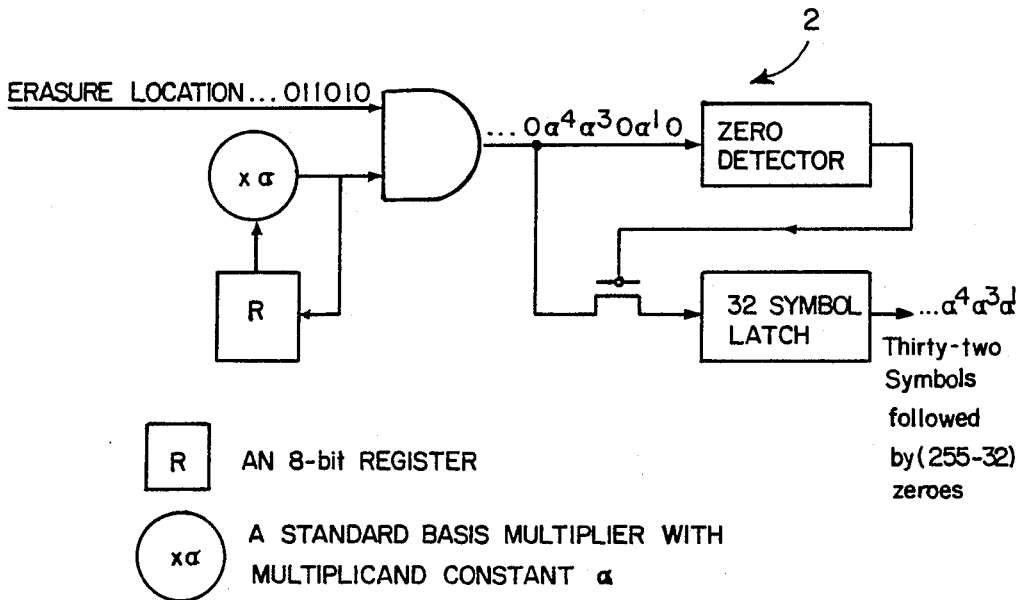 2
ERASURE LOCATION...011010
...0α⁴α³0α¹0
ZERO
DETECTOR
x α
R
32 SYMBOL
LATCH
...α⁴α³α¹
Thirty-two
Symbols
followed
by(255-32)
zeroes
R
AN 8-bit REGISTER
xα
A STANDARD BASIS MULTIPLIER WITH
MULTIPLICAND CONSTANT α